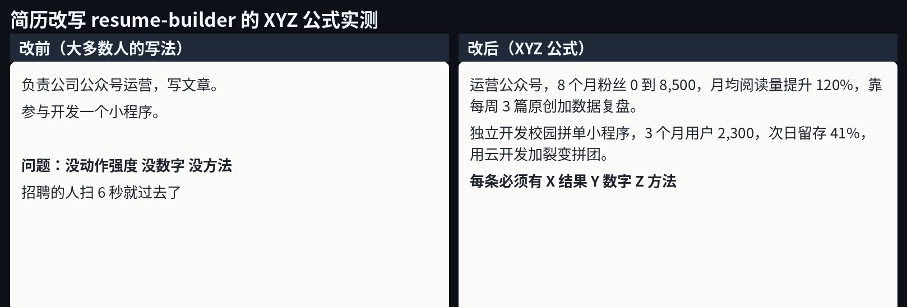 简历改写 resume-builder 的 XYZ 公式实测
改前（大多数人的写法）
负责公司公众号运营，写文章。
参与开发一个小程序。
问题：没动作强度 没数字 没方法
招聘的人扫 6 秒就过去了
改后（XYZ 公式）
运营公众号，8 个月粉丝 0 到 8,500，月均阅读量提升 120%，靠
每周 3 篇原创加数据复盘。
独立开发校园拼单小程序，3 个月用户 2,300，次日留存 41%，
用云开发加裂变拼团。
每条必须有 X 结果 Y 数字 Z 方法